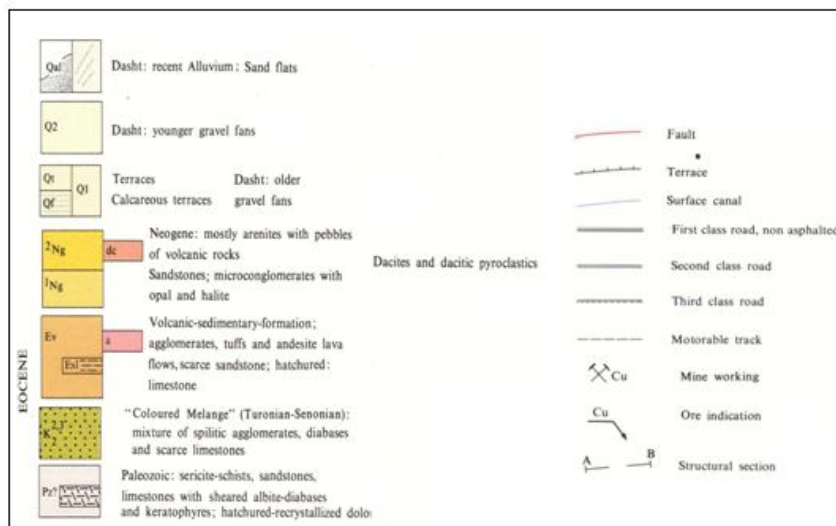 Qal
Dasht: recent Alluvium; Sand flats
Q2
Dasht: younger gravel fans
Qt
Q1
Qf
Terraces Dasht: older
Calcareous terraces gravel fans
2Ng
dc
1Ng
Neogene: mostly arenites with pebbles
of volcanic rocks
Sandstones; microconglomerates with
opal and halite
Dacites and dacitic pyroclastics
EOCENE
Ev
a
Esl
Volcanic-sedimentary-formation;
agglomerates, tuffs and andesite lava
flows, scarce sandstone; hatchured:
limestone
"Coloured Melange" (Turonian-Senonian):
mixture of spilitic agglomerates, diabases
and scarce limestones
Pz?
Paleozoic: sericite-schists, sandstones,
limestones with sheared albite-diabases
and keratophyres; hatchured-recrystallized dolo
Fault
Terrace
Surface canal
First class road, non asphalted
Second class road
Third class road
Motorable track
Cu Mine working
Cu Ore indication
A B Structural section